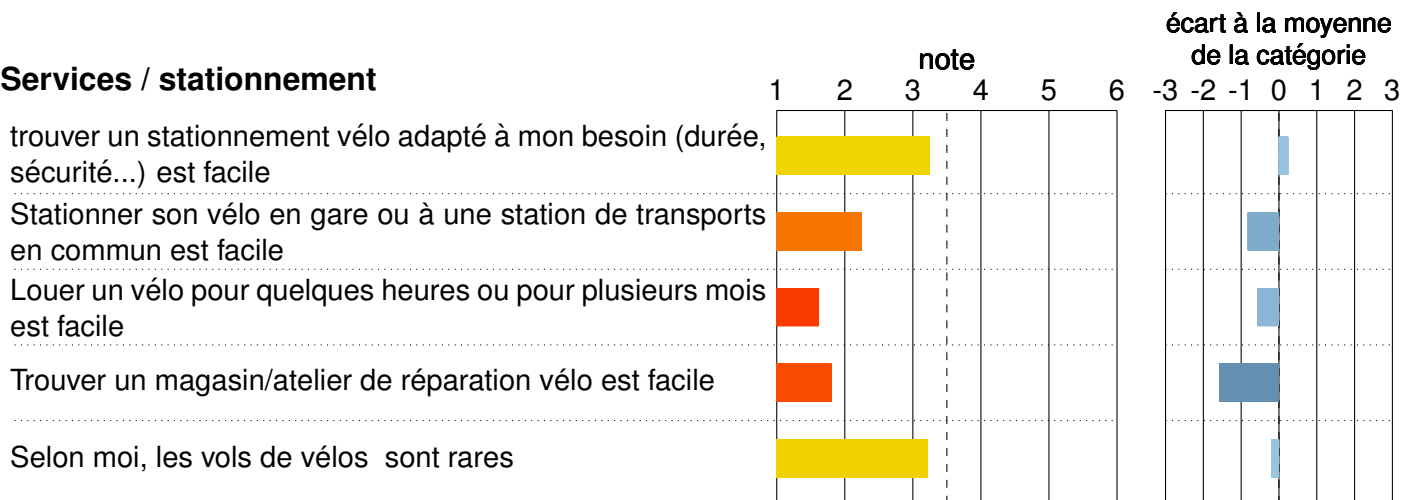 écart à la moyenne
note de la catégorie
Services / stationnement
1 2 3 4 5 6 -3 -2 -1 0 1 2 3
trouver un stationnement vélo adapté à mon besoin (durée,
sécurité...) est facile
Stationner son vélo en gare ou à une station de transports
en commun est facile
Louer un vélo pour quelques heures ou pour plusieurs mois
est facile
Trouver un magasin/atelier de réparation vélo est facile
Selon moi, les vols de vélos sont rares